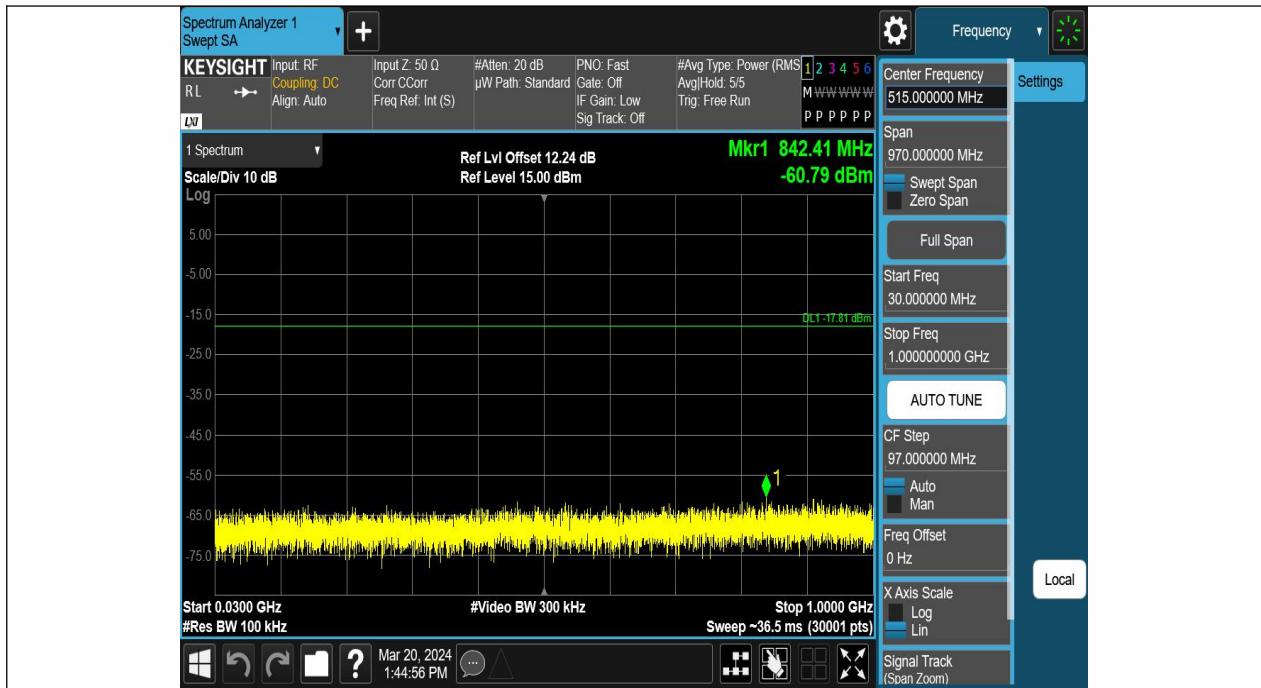 Spectrum Analyzer 1
Swept SA
+
Frequency
KEYSIGHT
RL
LXI
Input: RF
Coupling: DC
Align: Auto
Input Z: 50 Ω
Corr CCorr
Freq Ref: Int (S)
#Atten: 20 dB
µW Path: Standard
PNO: Fast
Gate: Off
IF Gain: Low
Sig Track: Off
#Avg Type: Power (RMS
Avg|Hold: 5/5
Trig: Free Run
1 2 3 4 5 6
M W W W W W
P P P P P P
1 Spectrum
Scale/Div 10 dB
Ref Lvl Offset 12.24 dB
Ref Level 15.00 dBm
Mkr1 842.41 MHz
-60.79 dBm
Log
5.00
-5.00
-15.0
DL1 -17.81 dBm
-25.0
-35.0
-45.0
-55.0
1
-65.0
-75.0
Start 0.0300 GHz
#Res BW 100 kHz
#Video BW 300 kHz
Stop 1.0000 GHz
Sweep ~36.5 ms (30001 pts)
?
Mar 20, 2024
1:44:56 PM
Center Frequency
515.000000 MHz
Span
970.000000 MHz
Swept Span
Zero Span
Full Span
Start Freq
30.000000 MHz
Stop Freq
1.000000000 GHz
AUTO TUNE
CF Step
97.000000 MHz
Auto
Man
Freq Offset
0 Hz
X Axis Scale
Log
Lin
Signal Track
(Span Zoom)
Settings
Local